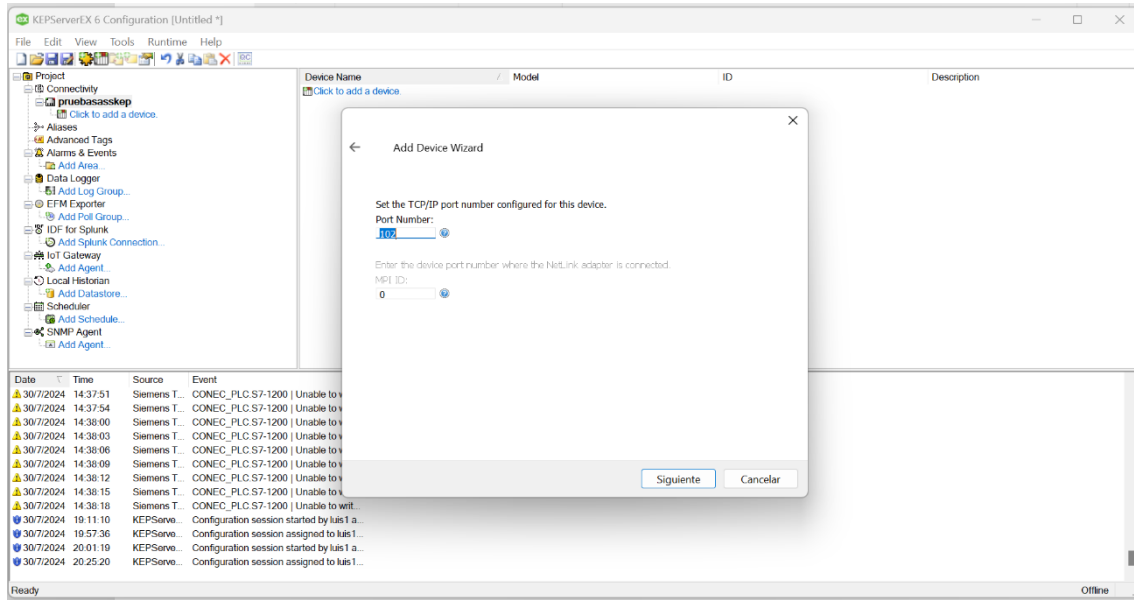 KEPServerEX 6 Configuration [Untitled *]
File Edit View Tools Runtime Help
Project
Connectivity
pruebasasskep
Click to add a device.
Aliases
Advanced Tags
Alarms & Events
Add Area...
Data Logger
Add Log Group...
EFM Exporter
Add Poll Group...
IDF for Splunk
Add Splunk Connection...
IoT Gateway
Add Agent...
Local Historian
Add Datastore...
Scheduler
Add Schedule...
SNMP Agent
Add Agent...
Device Name / Model ID Description
Click to add a device.
Add Device Wizard
Set the TCP/IP port number configured for this device.
Port Number:
102
Enter the device port number where the NetLink adapter is connected.
MPI ID:
0
Siguiente Cancelar
Date Time Source Event
30/7/2024 14:37:51 Siemens T... CONEC_PLC.S7-1200 | Unable to
30/7/2024 14:37:54 Siemens T... CONEC_PLC.S7-1200 | Unable to
30/7/2024 14:38:00 Siemens T... CONEC_PLC.S7-1200 | Unable to
30/7/2024 14:38:03 Siemens T... CONEC_PLC.S7-1200 | Unable to
30/7/2024 14:38:06 Siemens T... CONEC_PLC.S7-1200 | Unable to
30/7/2024 14:38:09 Siemens T... CONEC_PLC.S7-1200 | Unable to
30/7/2024 14:38:12 Siemens T... CONEC_PLC.S7-1200 | Unable to
30/7/2024 14:38:15 Siemens T... CONEC_PLC.S7-1200 | Unable to
30/7/2024 14:38:18 Siemens T... CONEC_PLC.S7-1200 | Unable to writ...
30/7/2024 19:11:10 KEPServe... Configuration session started by luis1 a...
30/7/2024 19:57:36 KEPServe... Configuration session assigned to luis1...
30/7/2024 20:01:19 KEPServe... Configuration session started by luis1 a...
30/7/2024 20:25:20 KEPServe... Configuration session assigned to luis1...
Ready Offline